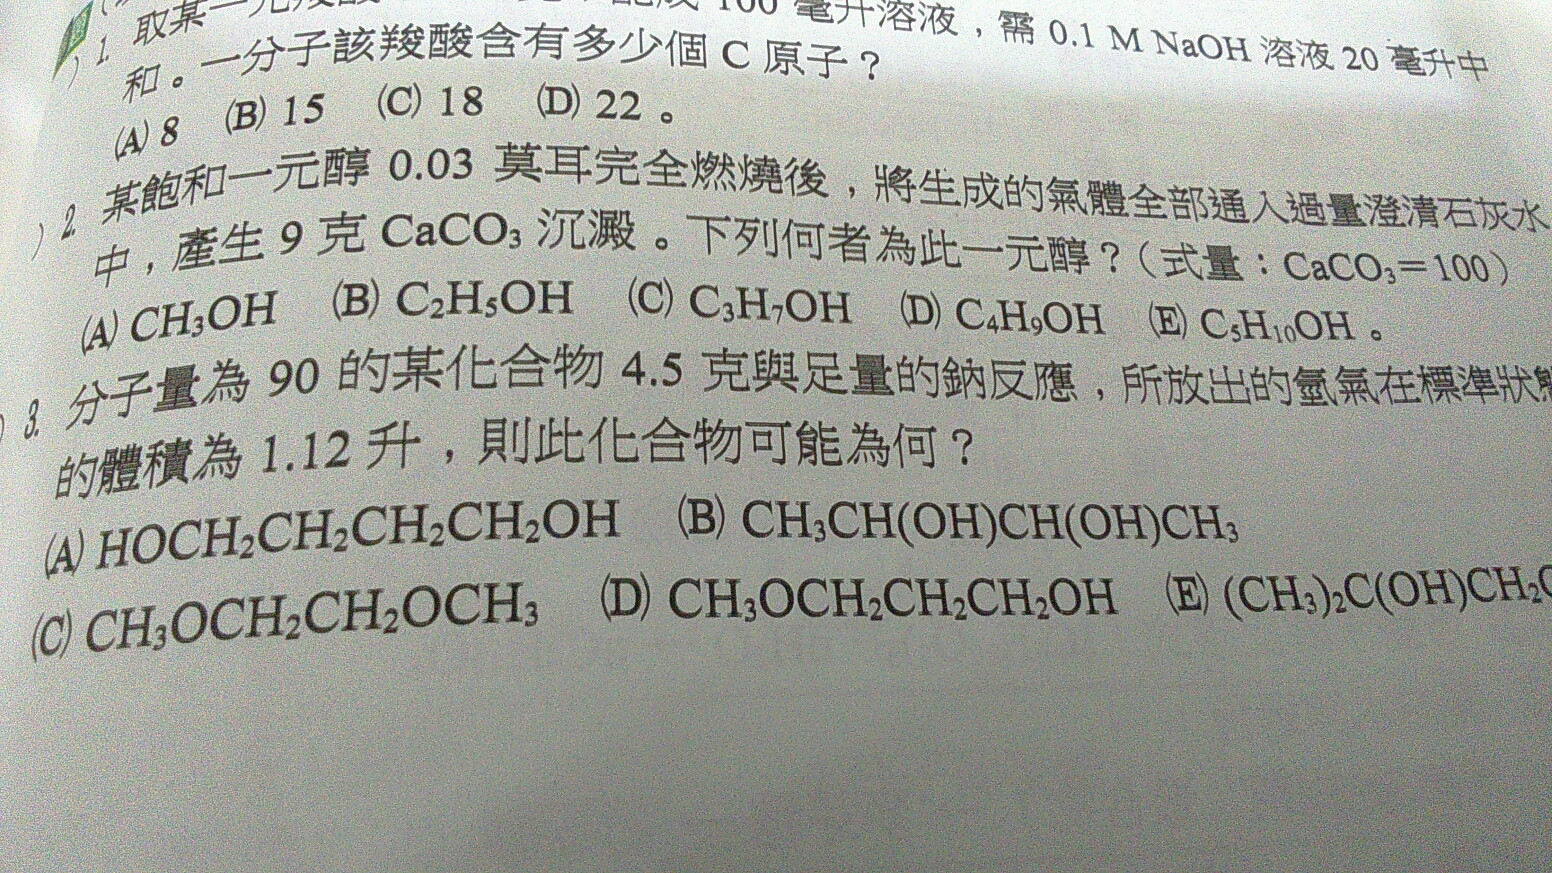 1. 取某一元羧酸 100 毫升溶液，需 0.1 M NaOH 溶液 20 毫升中
和。一分子該羧酸含有多少個 C 原子？
(A) 8 (B) 15 (C) 18 (D) 22。
) 2. 某飽和一元醇 0.03 莫耳完全燃燒後，將生成的氣體全部通入過量澄清石灰水
中，產生 9 克 CaCO₃ 沉澱。下列何者為此一元醇？（式量：CaCO₃＝100）
(A) CH₃OH (B) C₂H₅OH (C) C₃H₇OH (D) C₄H₉OH (E) C₅H₁₀OH。
) 3. 分子量為 90 的某化合物 4.5 克與足量的鈉反應，所放出的氫氣在標準狀態
的體積為 1.12 升，則此化合物可能為何？
(A) HOCH₂CH₂CH₂CH₂OH (B) CH₃CH(OH)CH(OH)CH₃
(C) CH₃OCH₂CH₂OCH₃ (D) CH₃OCH₂CH₂CH₂OH (E) (CH₃)₂C(OH)CH₂